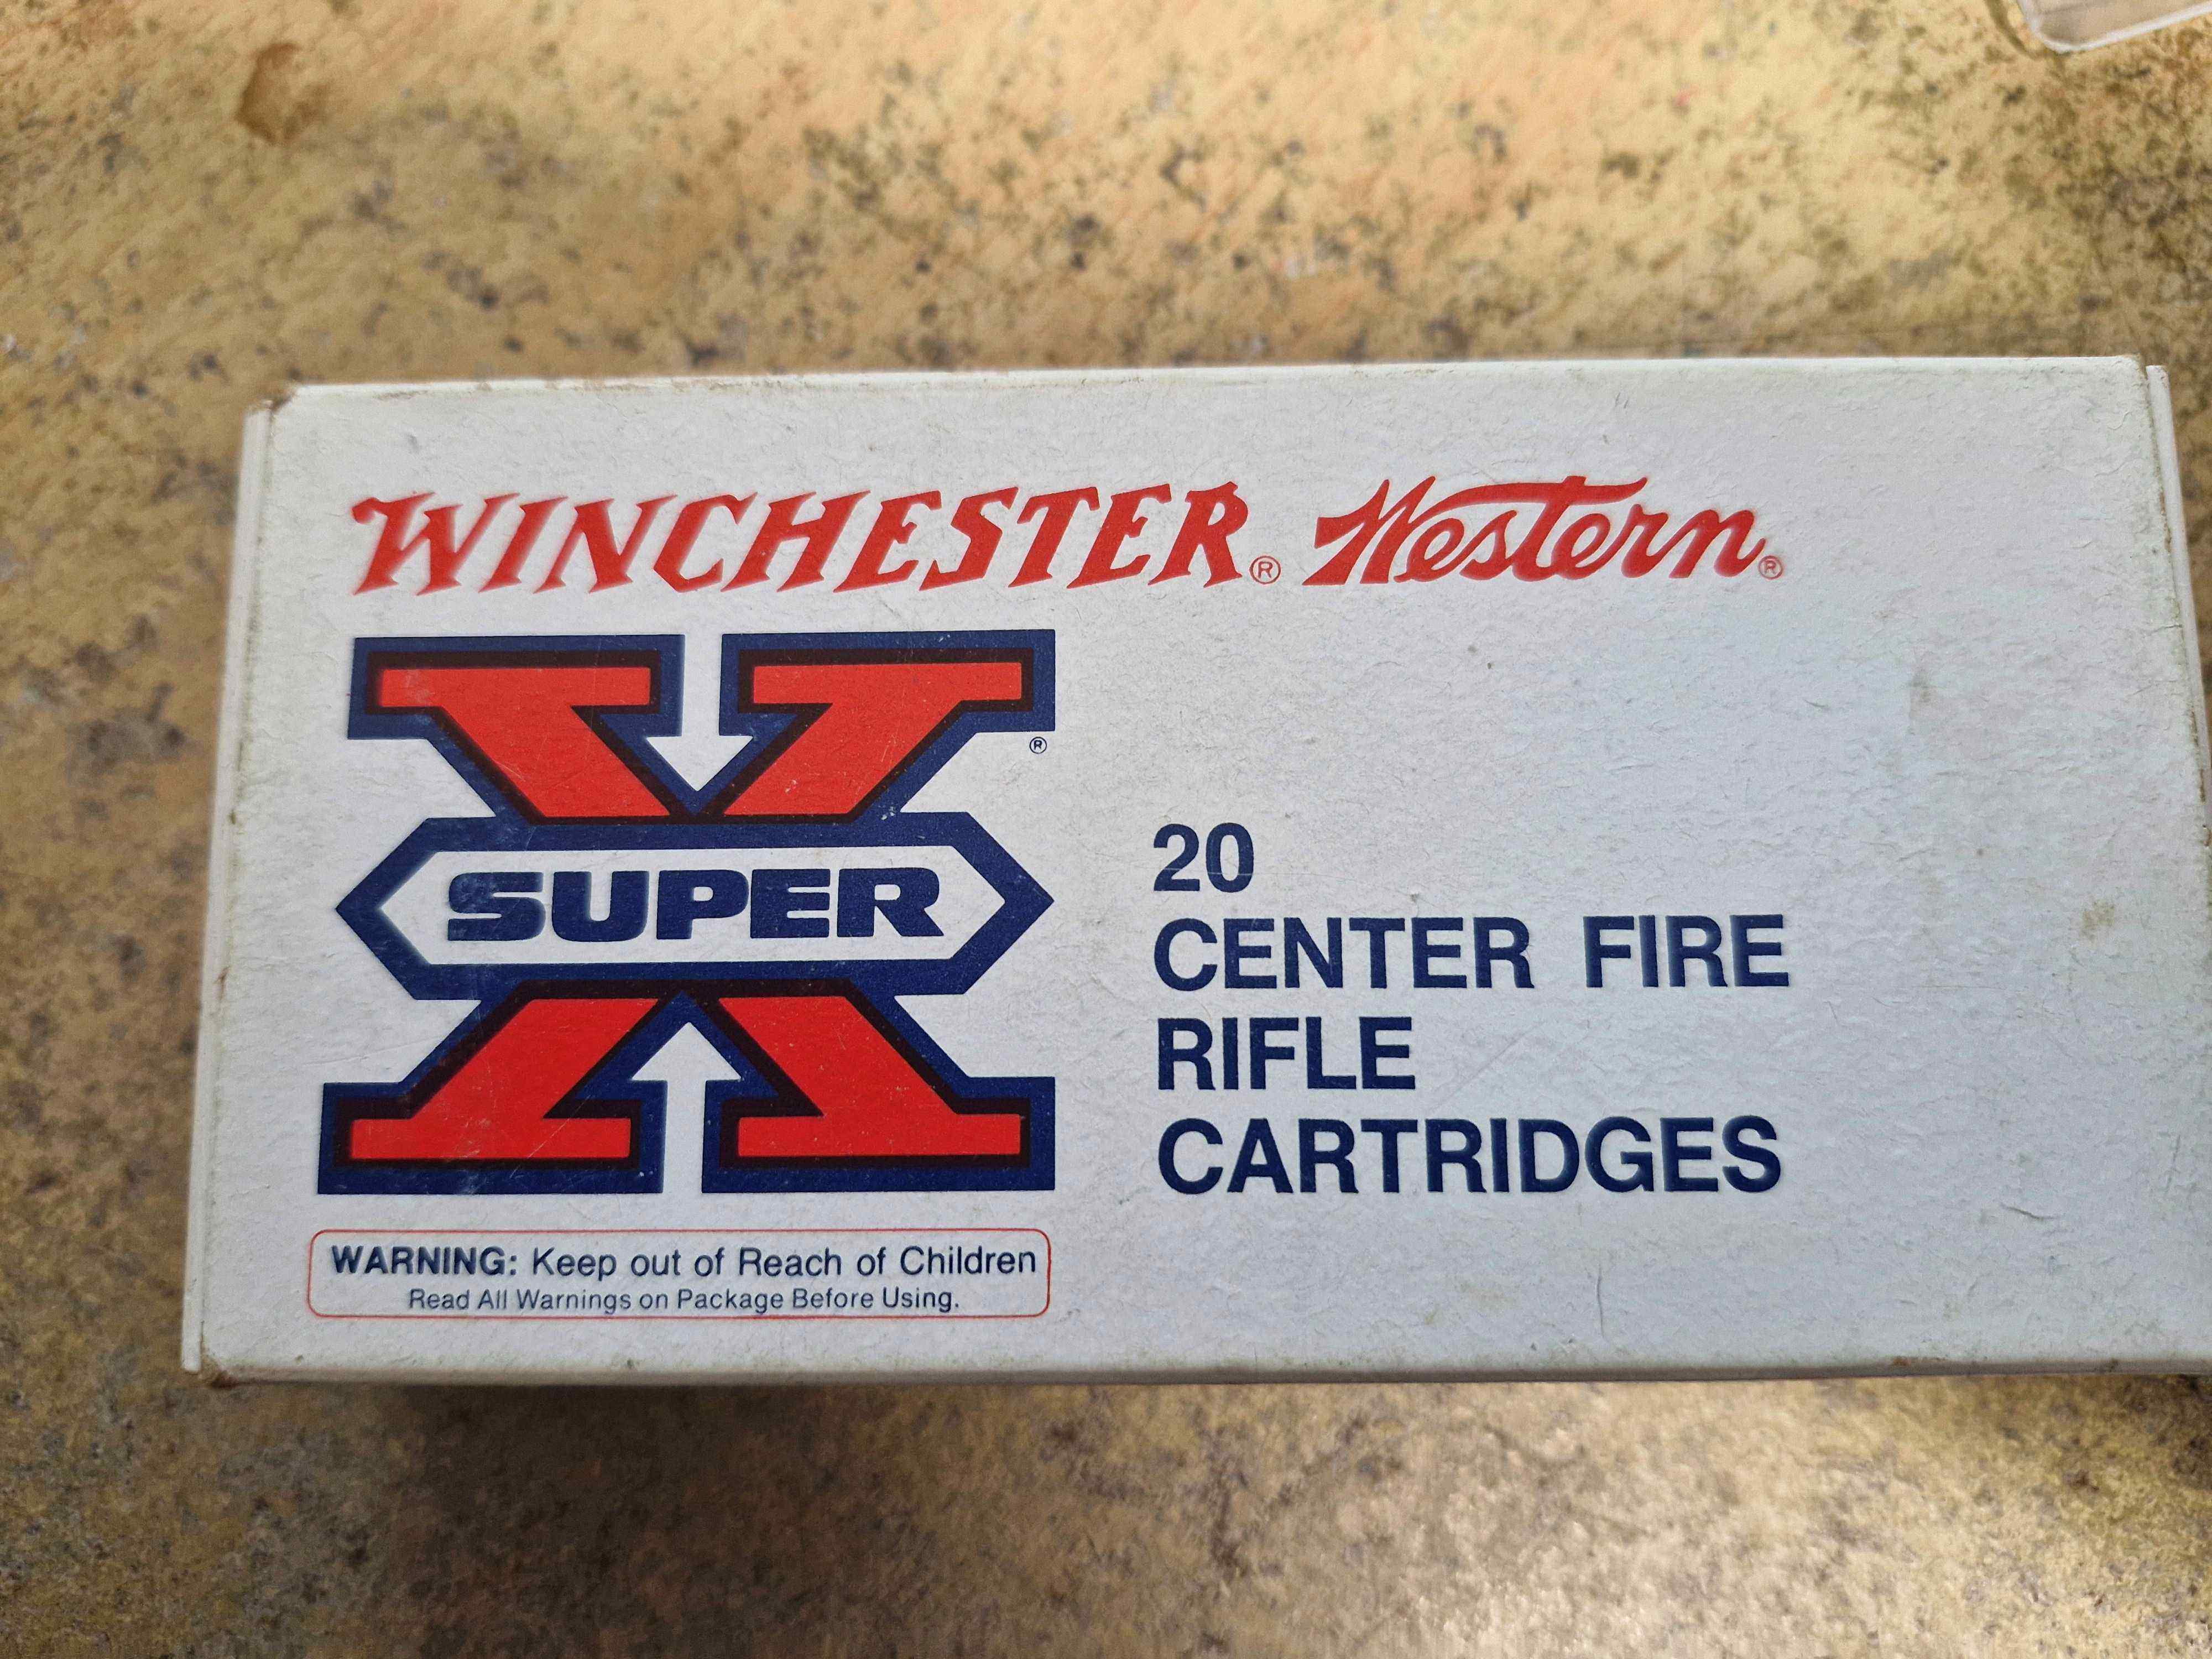 WINCHESTER® Western®
®
SUPER X
20
CENTER FIRE
RIFLE
CARTRIDGES
WARNING: Keep out of Reach of Children
Read All Warnings on Package Before Using.